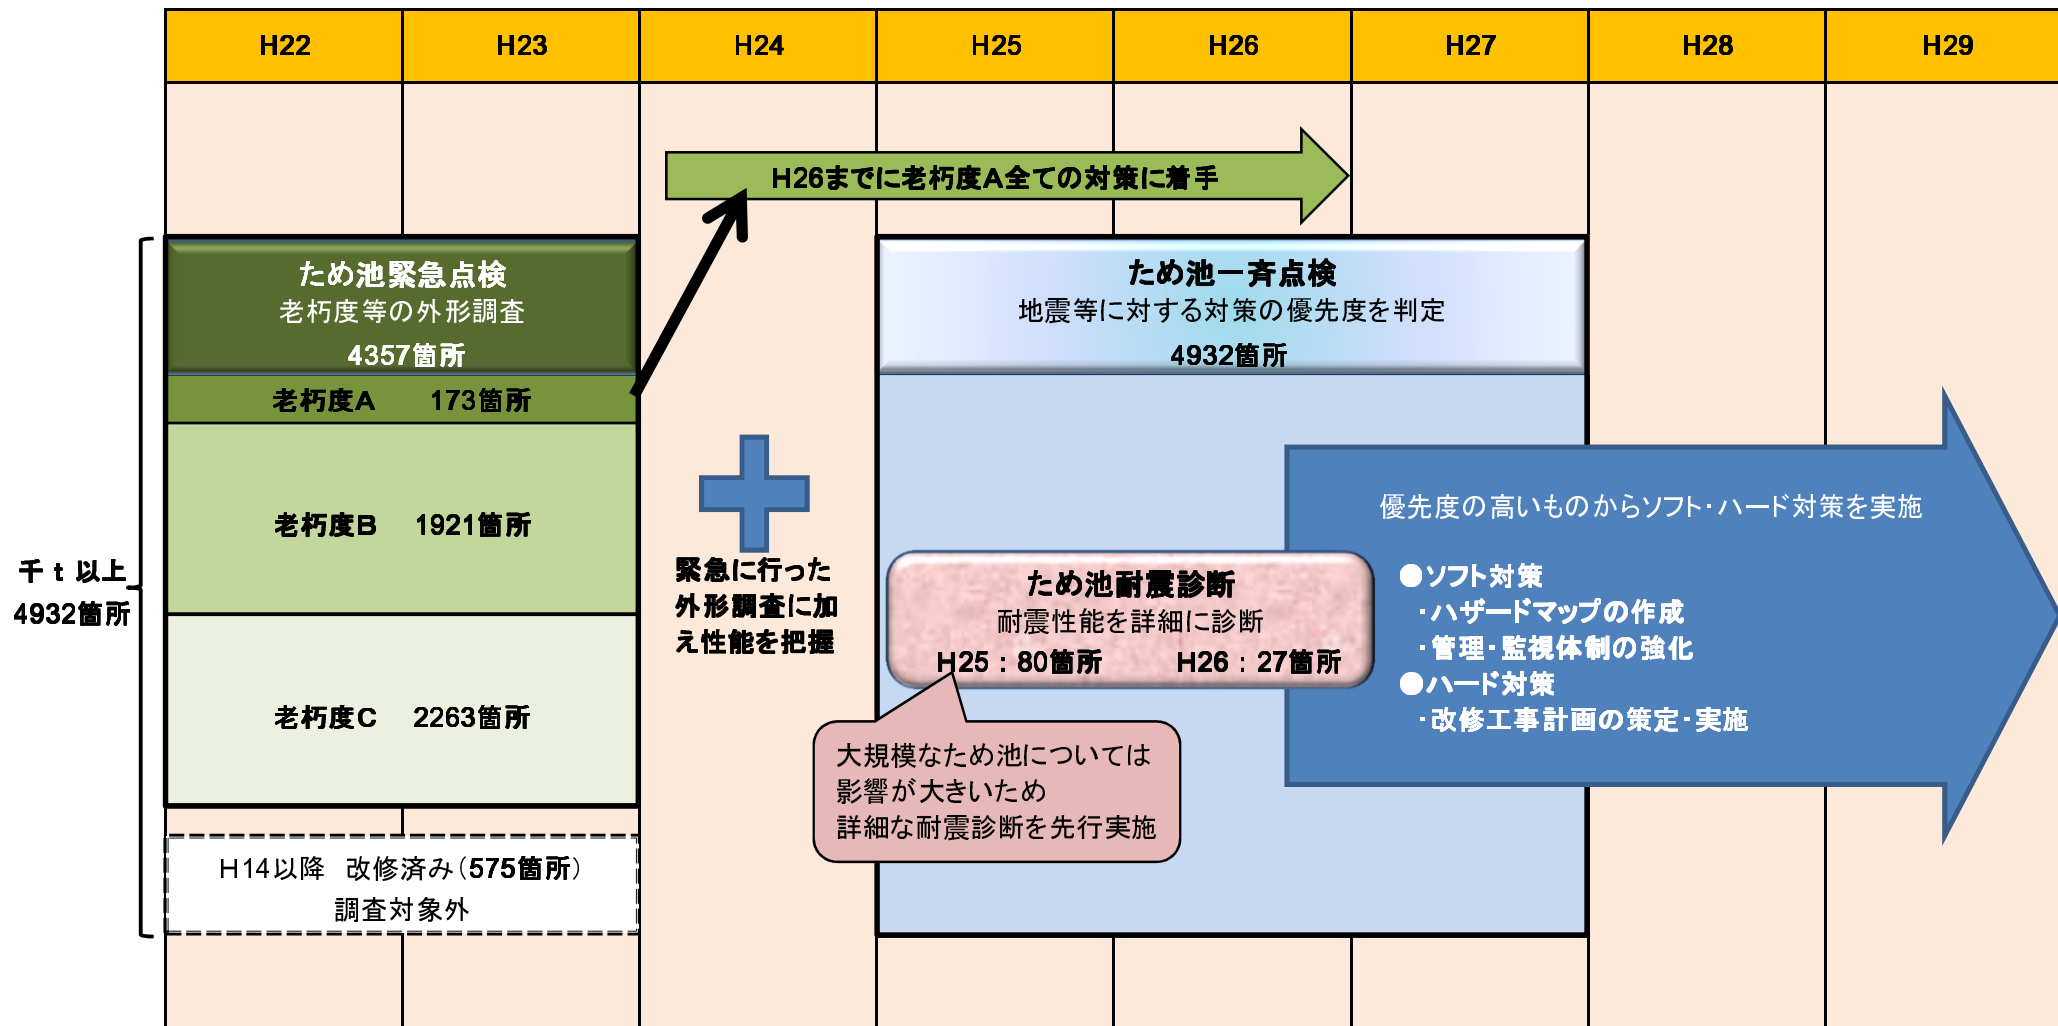 H22 H23 H24 H25 H26 H27 H28 H29
H26までに老朽度A全ての対策に着手
千ｔ以上
4932箇所
ため池緊急点検
老朽度等の外形調査
4357箇所
老朽度A 173箇所
老朽度B 1921箇所
老朽度C 2263箇所
H14以降 改修済み（575箇所）
調査対象外
緊急に行った
外形調査に加
え性能を把握
ため池一斉点検
地震等に対する対策の優先度を判定
4932箇所
ため池耐震診断
耐震性能を詳細に診断
H25：80箇所 H26：27箇所
大規模なため池については
影響が大きいため
詳細な耐震診断を先行実施
優先度の高いものからソフト・ハード対策を実施
●ソフト対策
・ハザードマップの作成
・管理・監視体制の強化
●ハード対策
・改修工事計画の策定・実施